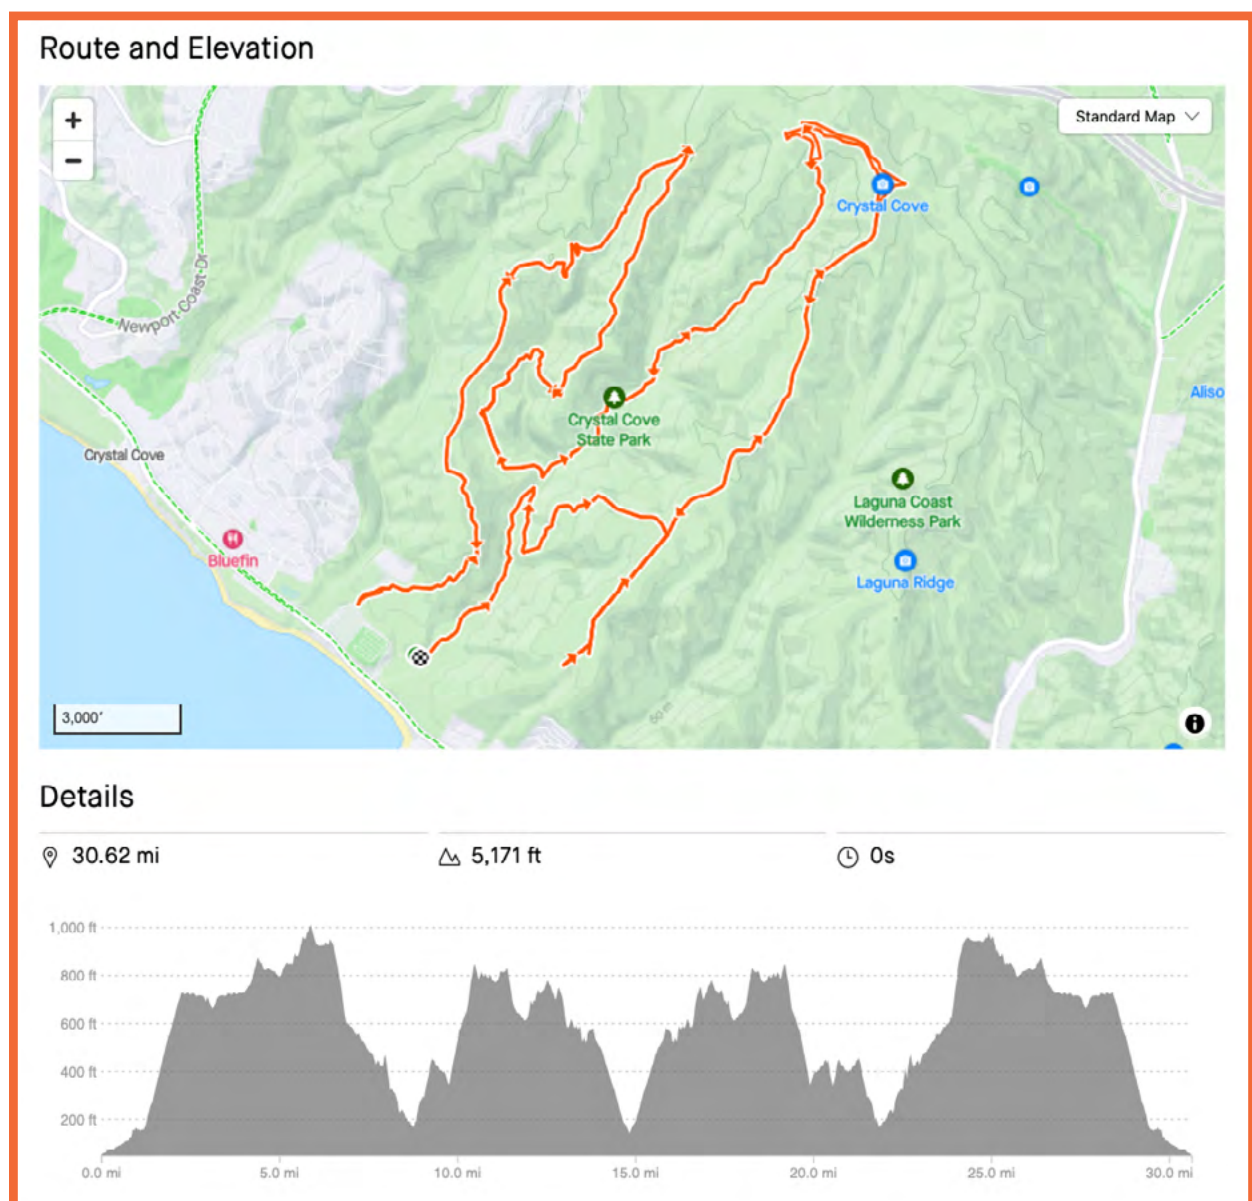 Route and Elevation
+
−
Standard Map
Crystal Cove
Newport Coast Dr
Aliso
Crystal Cove
State Park
Crystal Cove
Laguna Coast
Wilderness Park
Bluefin
Laguna Ridge
60 m
3,000'
Details
30.62 mi
5,171 ft
0s
1,000 ft
800 ft
600 ft
400 ft
200 ft
0.0 mi
5.0 mi
10.0 mi
15.0 mi
20.0 mi
25.0 mi
30.0 mi